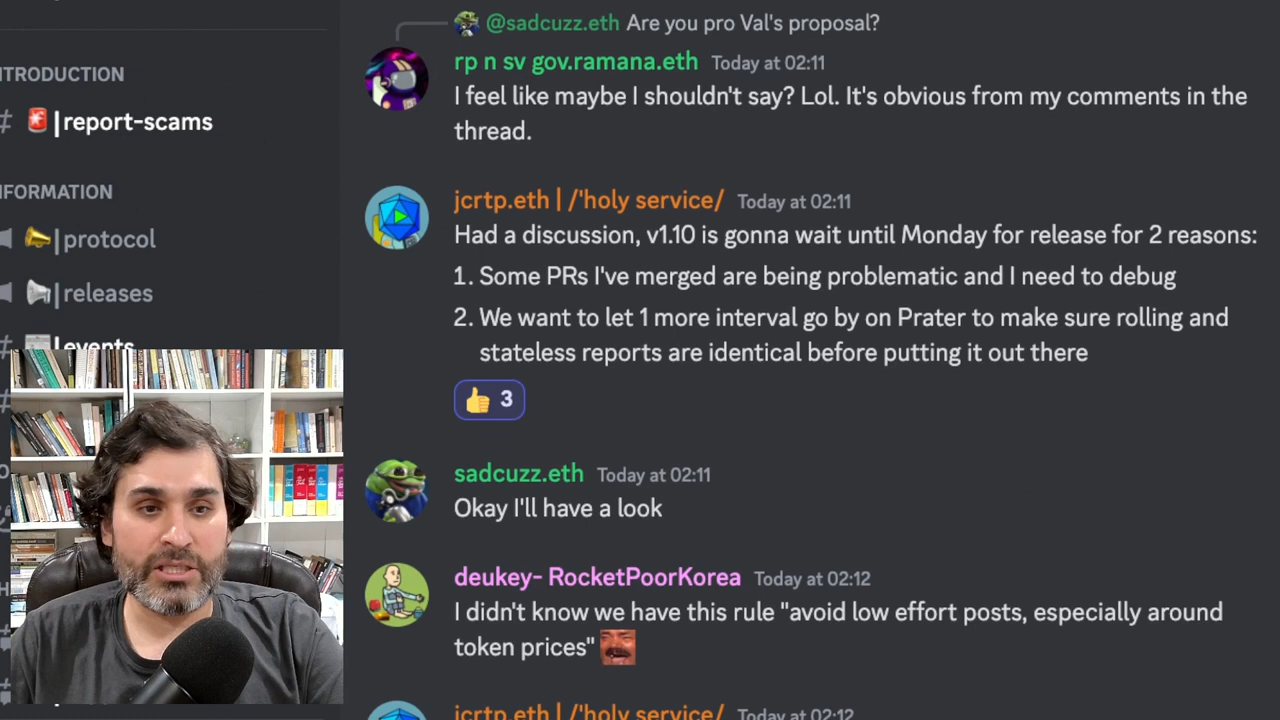 @sadcuzz.eth Are you pro Val's proposal?
rp n sv gov.ramana.eth Today at 02:11
I feel like maybe I shouldn't say? Lol. It's obvious from my comments in the
thread.
NTRODUCTION
# | report-scams
NFORMATION
| protocol
| releases
# | events
jcrtp.eth | /'holy service/ Today at 02:11
Had a discussion, v1.10 is gonna wait until Monday for release for 2 reasons:
1. Some PRs I've merged are being problematic and I need to debug
2. We want to let 1 more interval go by on Prater to make sure rolling and
stateless reports are identical before putting it out there
👍 3
sadcuzz.eth Today at 02:11
Okay I'll have a look
deukey- RocketPoorKorea Today at 02:12
I didn't know we have this rule "avoid low effort posts, especially around
token prices"
jcrtp.eth | /'holy service/ Today at 02:12